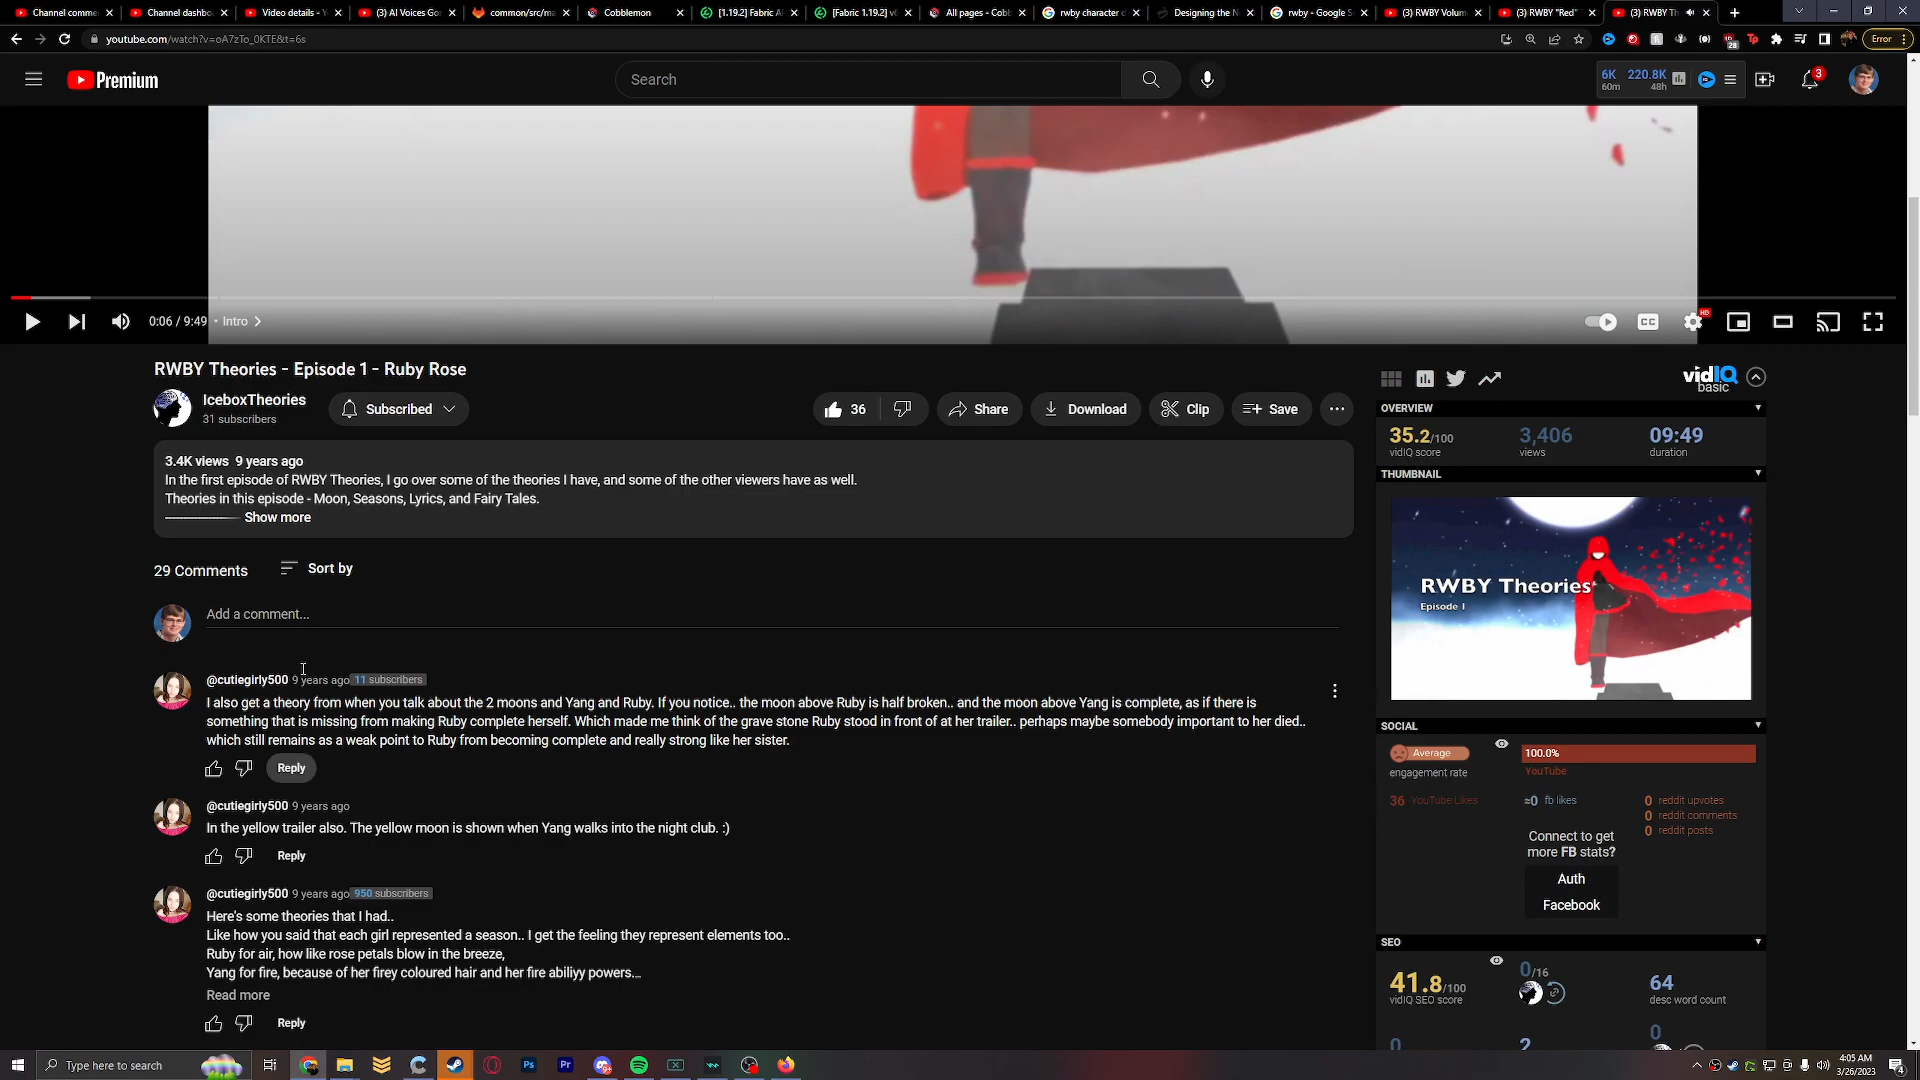 Channel comme
Channel dashbo
Video details - Y
(3) AI Voices Go
common/src/ma
Cobblemon
[1.19.2] Fabric A
[Fabric 1.19.2] v
All pages - Cobb
rwby character d
Designing the N
rwby - Google S
(3) RWBY Volum
(3) RWBY "Red"
(3) RWBY Th
youtube.com/watch?v=oA7zTo_0KTE&t=6s
28
Error
Premium
Search
6K 220.8K
60m 48h
3
0:06 / 9:49 • Intro
CC
HD
RWBY Theories - Episode 1 - Ruby Rose
IceboxTheories
31 subscribers
Subscribed
36
Share
Download
Clip
Save
3.4K views 9 years ago
In the first episode of RWBY Theories, I go over some of the theories I have, and some of the other viewers have as well.
Theories in this episode - Moon, Seasons, Lyrics, and Fairy Tales.
Show more
29 Comments
Sort by
Add a comment...
@cutiegirly500 9 years ago 11 subscribers
I also get a theory from when you talk about the 2 moons and Yang and Ruby. If you notice.. the moon above Ruby is half broken.. and the moon above Yang is complete, as if there is
something that is missing from making Ruby complete herself. Which made me think of the grave stone Ruby stood in front of at her trailer.. perhaps maybe somebody important to her died..
which still remains as a weak point to Ruby from becoming complete and really strong like her sister.
Reply
@cutiegirly500 9 years ago
In the yellow trailer also. The yellow moon is shown when Yang walks into the night club. :)
Reply
@cutiegirly500 9 years ago 950 subscribers
Here's some theories that I had..
Like how you said that each girl represented a season.. I get the feeling they represent elements too..
Ruby for air, how like rose petals blow in the breeze,
Yang for fire, because of her firey coloured hair and her fire abiliyy powers...
Read more
Reply
vidIQ
basic
OVERVIEW
35.2/100
3,406
09:49
vidIQ score
views
duration
THUMBNAIL
RWBY Theories
Episode 1
SOCIAL
Average
100.0%
engagement rate
YouTube
36 YouTube Likes
≈0 fb likes
0 reddit upvotes
0 reddit comments
0 reddit posts
Connect to get
more FB stats?
Auth
Facebook
SEO
41.8/100
0/16
64
vidIQ SEO score
desc word count
0
2
0
Type here to search
Ps
Pr
4:05 AM
3/26/2023
4